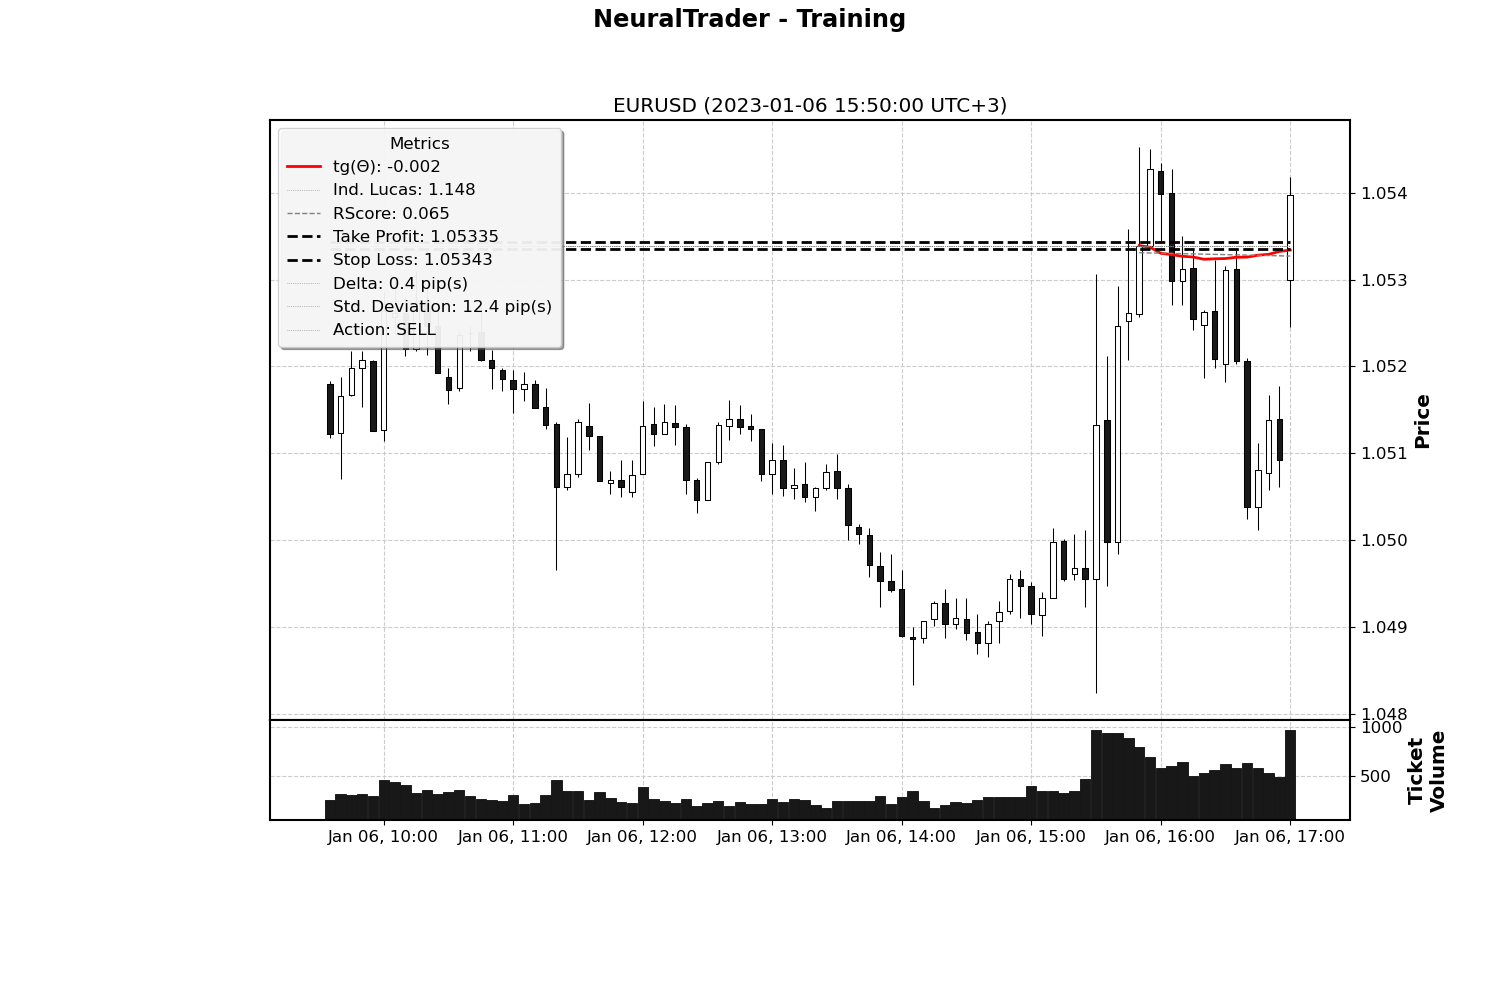 NeuralTrader - Training
EURUSD (2023-01-06 15:50:00 UTC+3)
Metrics
tg(Θ): -0.002
Ind. Lucas: 1.148
RScore: 0.065
Take Profit: 1.05335
Stop Loss: 1.05343
Delta: 0.4 pip(s)
Std. Deviation: 12.4 pip(s)
Action: SELL
1.054
1.053
1.052
1.051
1.050
1.049
1.048
Price
1000
500
Ticket
Volume
Jan 06, 10:00
Jan 06, 11:00
Jan 06, 12:00
Jan 06, 13:00
Jan 06, 14:00
Jan 06, 15:00
Jan 06, 16:00
Jan 06, 17:00